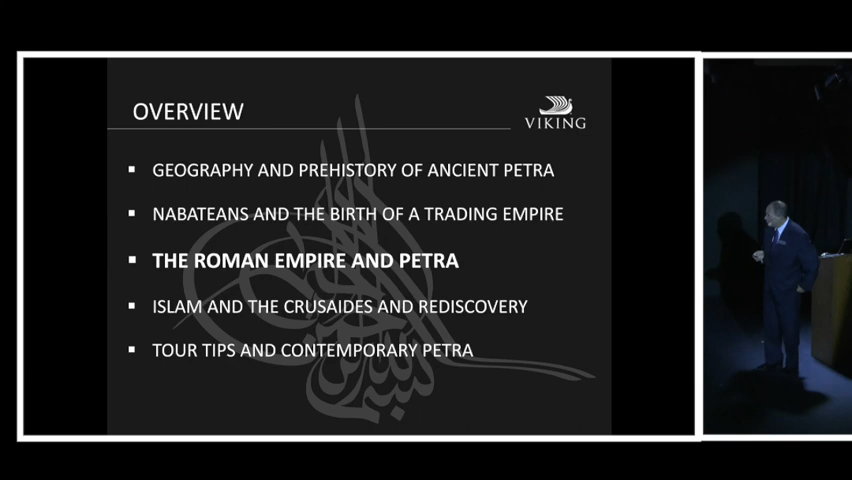 OVERVIEW
VIKING
▪ GEOGRAPHY AND PREHISTORY OF ANCIENT PETRA
▪ NABATEANS AND THE BIRTH OF A TRADING EMPIRE
▪ THE ROMAN EMPIRE AND PETRA
▪ ISLAM AND THE CRUSAIDES AND REDISCOVERY
▪ TOUR TIPS AND CONTEMPORARY PETRA